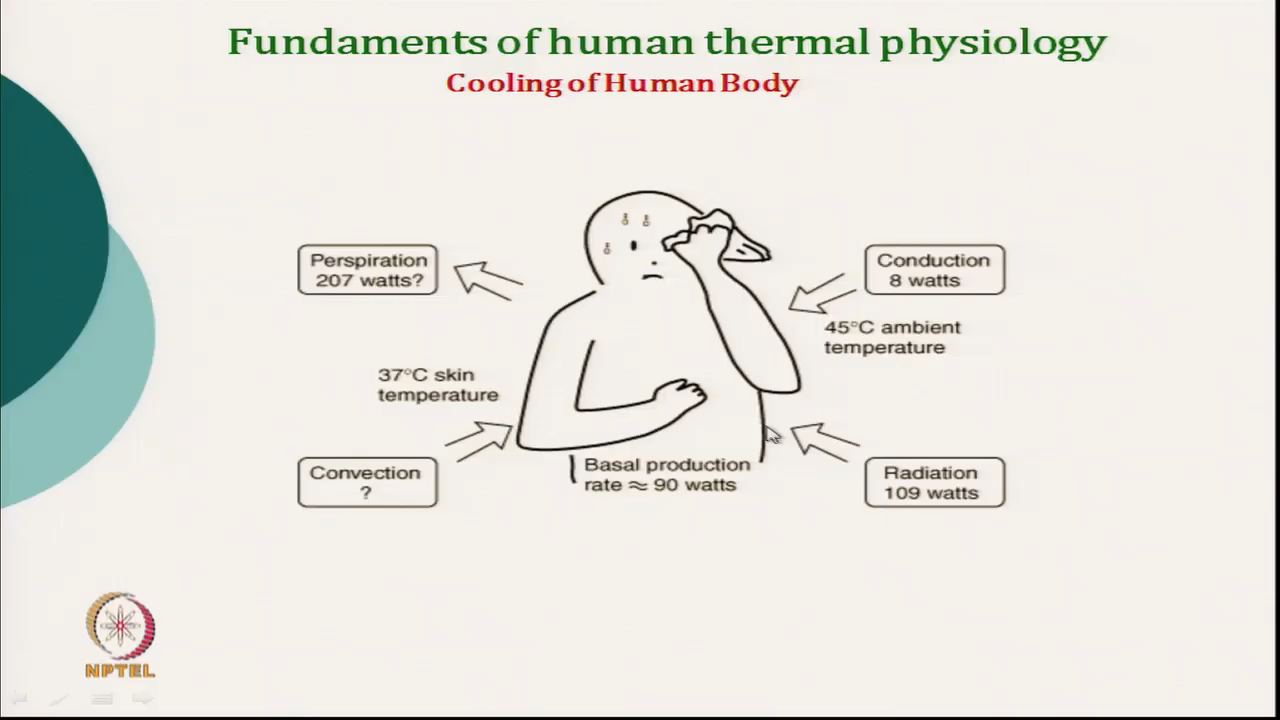 Fundaments of human thermal physiology
Cooling of Human Body
Perspiration
207 watts?
Conduction
8 watts
45°C ambient
temperature
37°C skin
temperature
Convection
?
Basal production
rate ≈ 90 watts
Radiation
109 watts
NPTEL